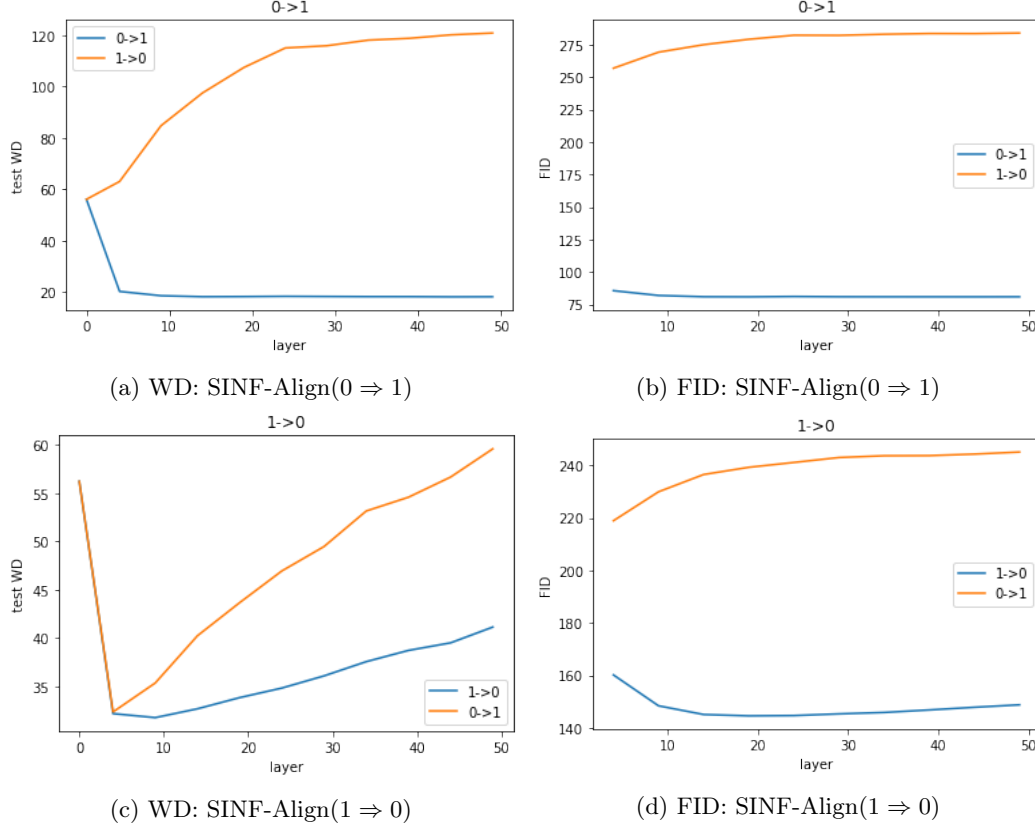 0->1
0->1
1->0
120
100
80
60
40
20
test WD
0 10 20 30 40 50
layer
(a) WD: SINF-Align(0 ⇒ 1)
0->1
0->1
1->0
275
250
225
200
175
150
125
100
75
FID
10 20 30 40 50
layer
(b) FID: SINF-Align(0 ⇒ 1)
1->0
60
55
50
45
40
35
test WD
1->0
0->1
0 10 20 30 40 50
layer
(c) WD: SINF-Align(1 ⇒ 0)
1->0
240
220
200
180
160
140
FID
1->0
0->1
10 20 30 40 50
layer
(d) FID: SINF-Align(1 ⇒ 0)